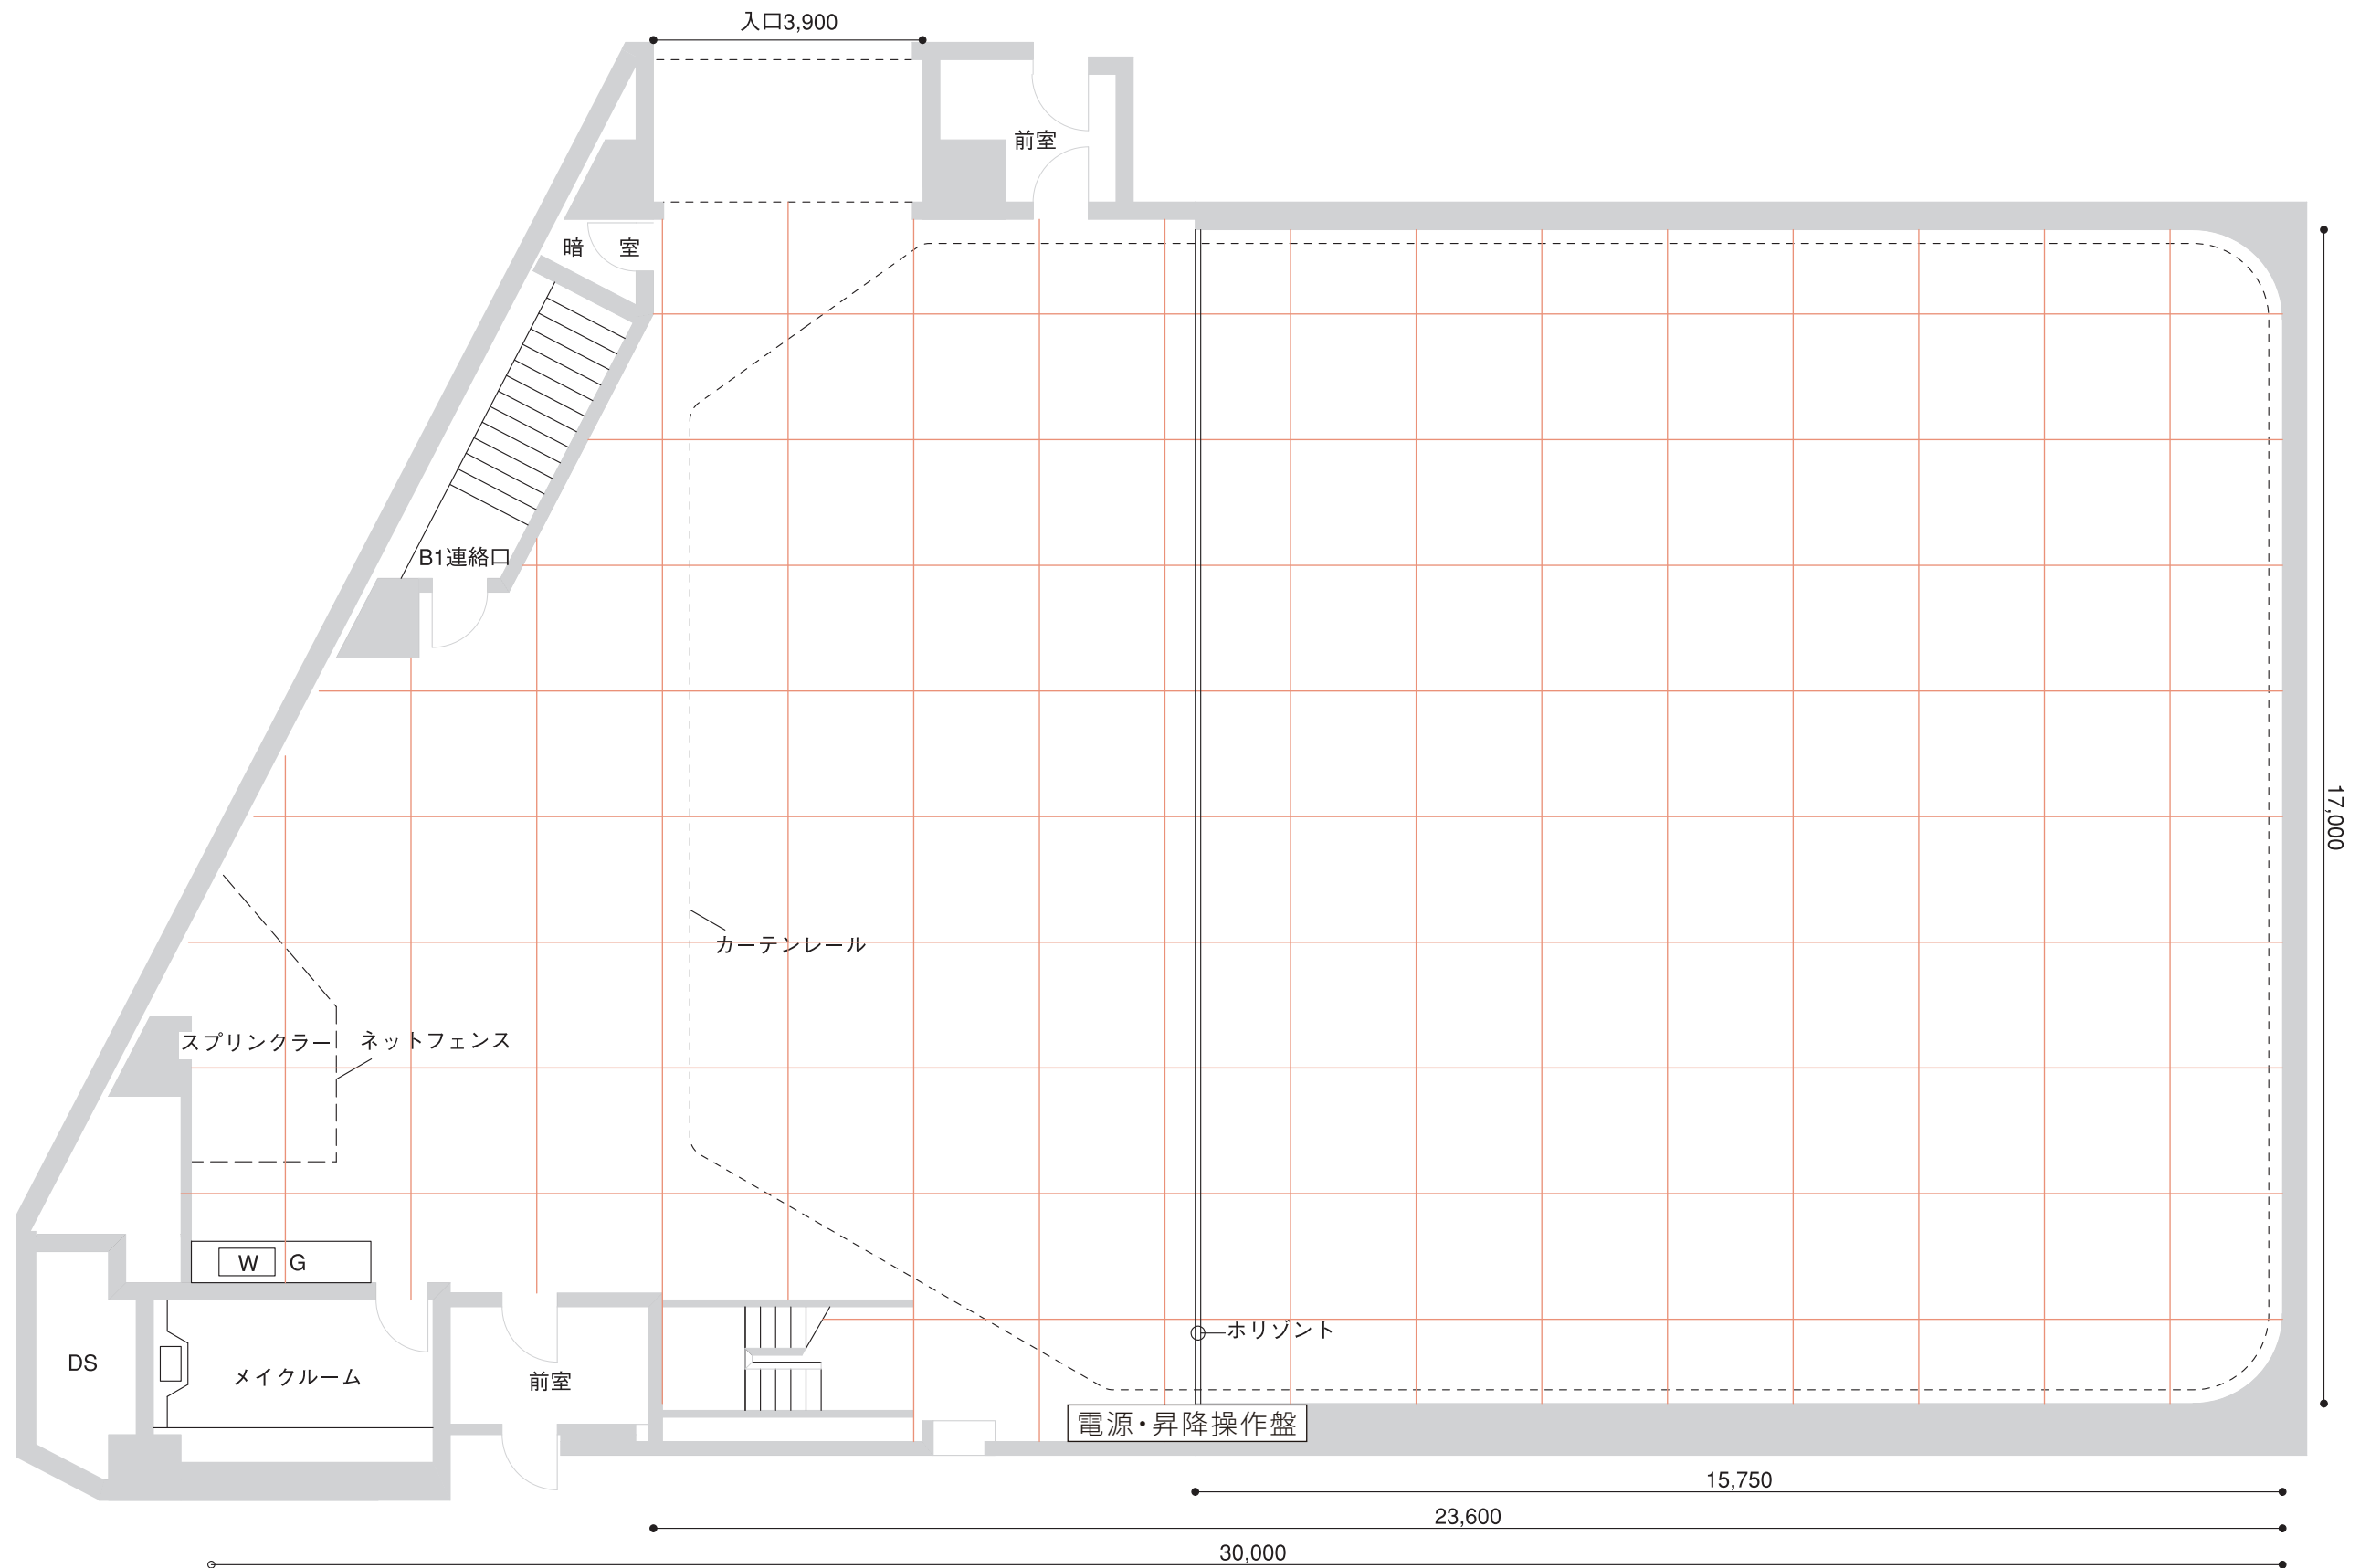 入口3,900
前室
暗 室
B1連絡口
17,000
カーテンレール
スプリンクラー
ネットフェンス
W G
ホリゾント
DS
メイクルーム
前室
電源・昇降操作盤
15,750
23,600
30,000